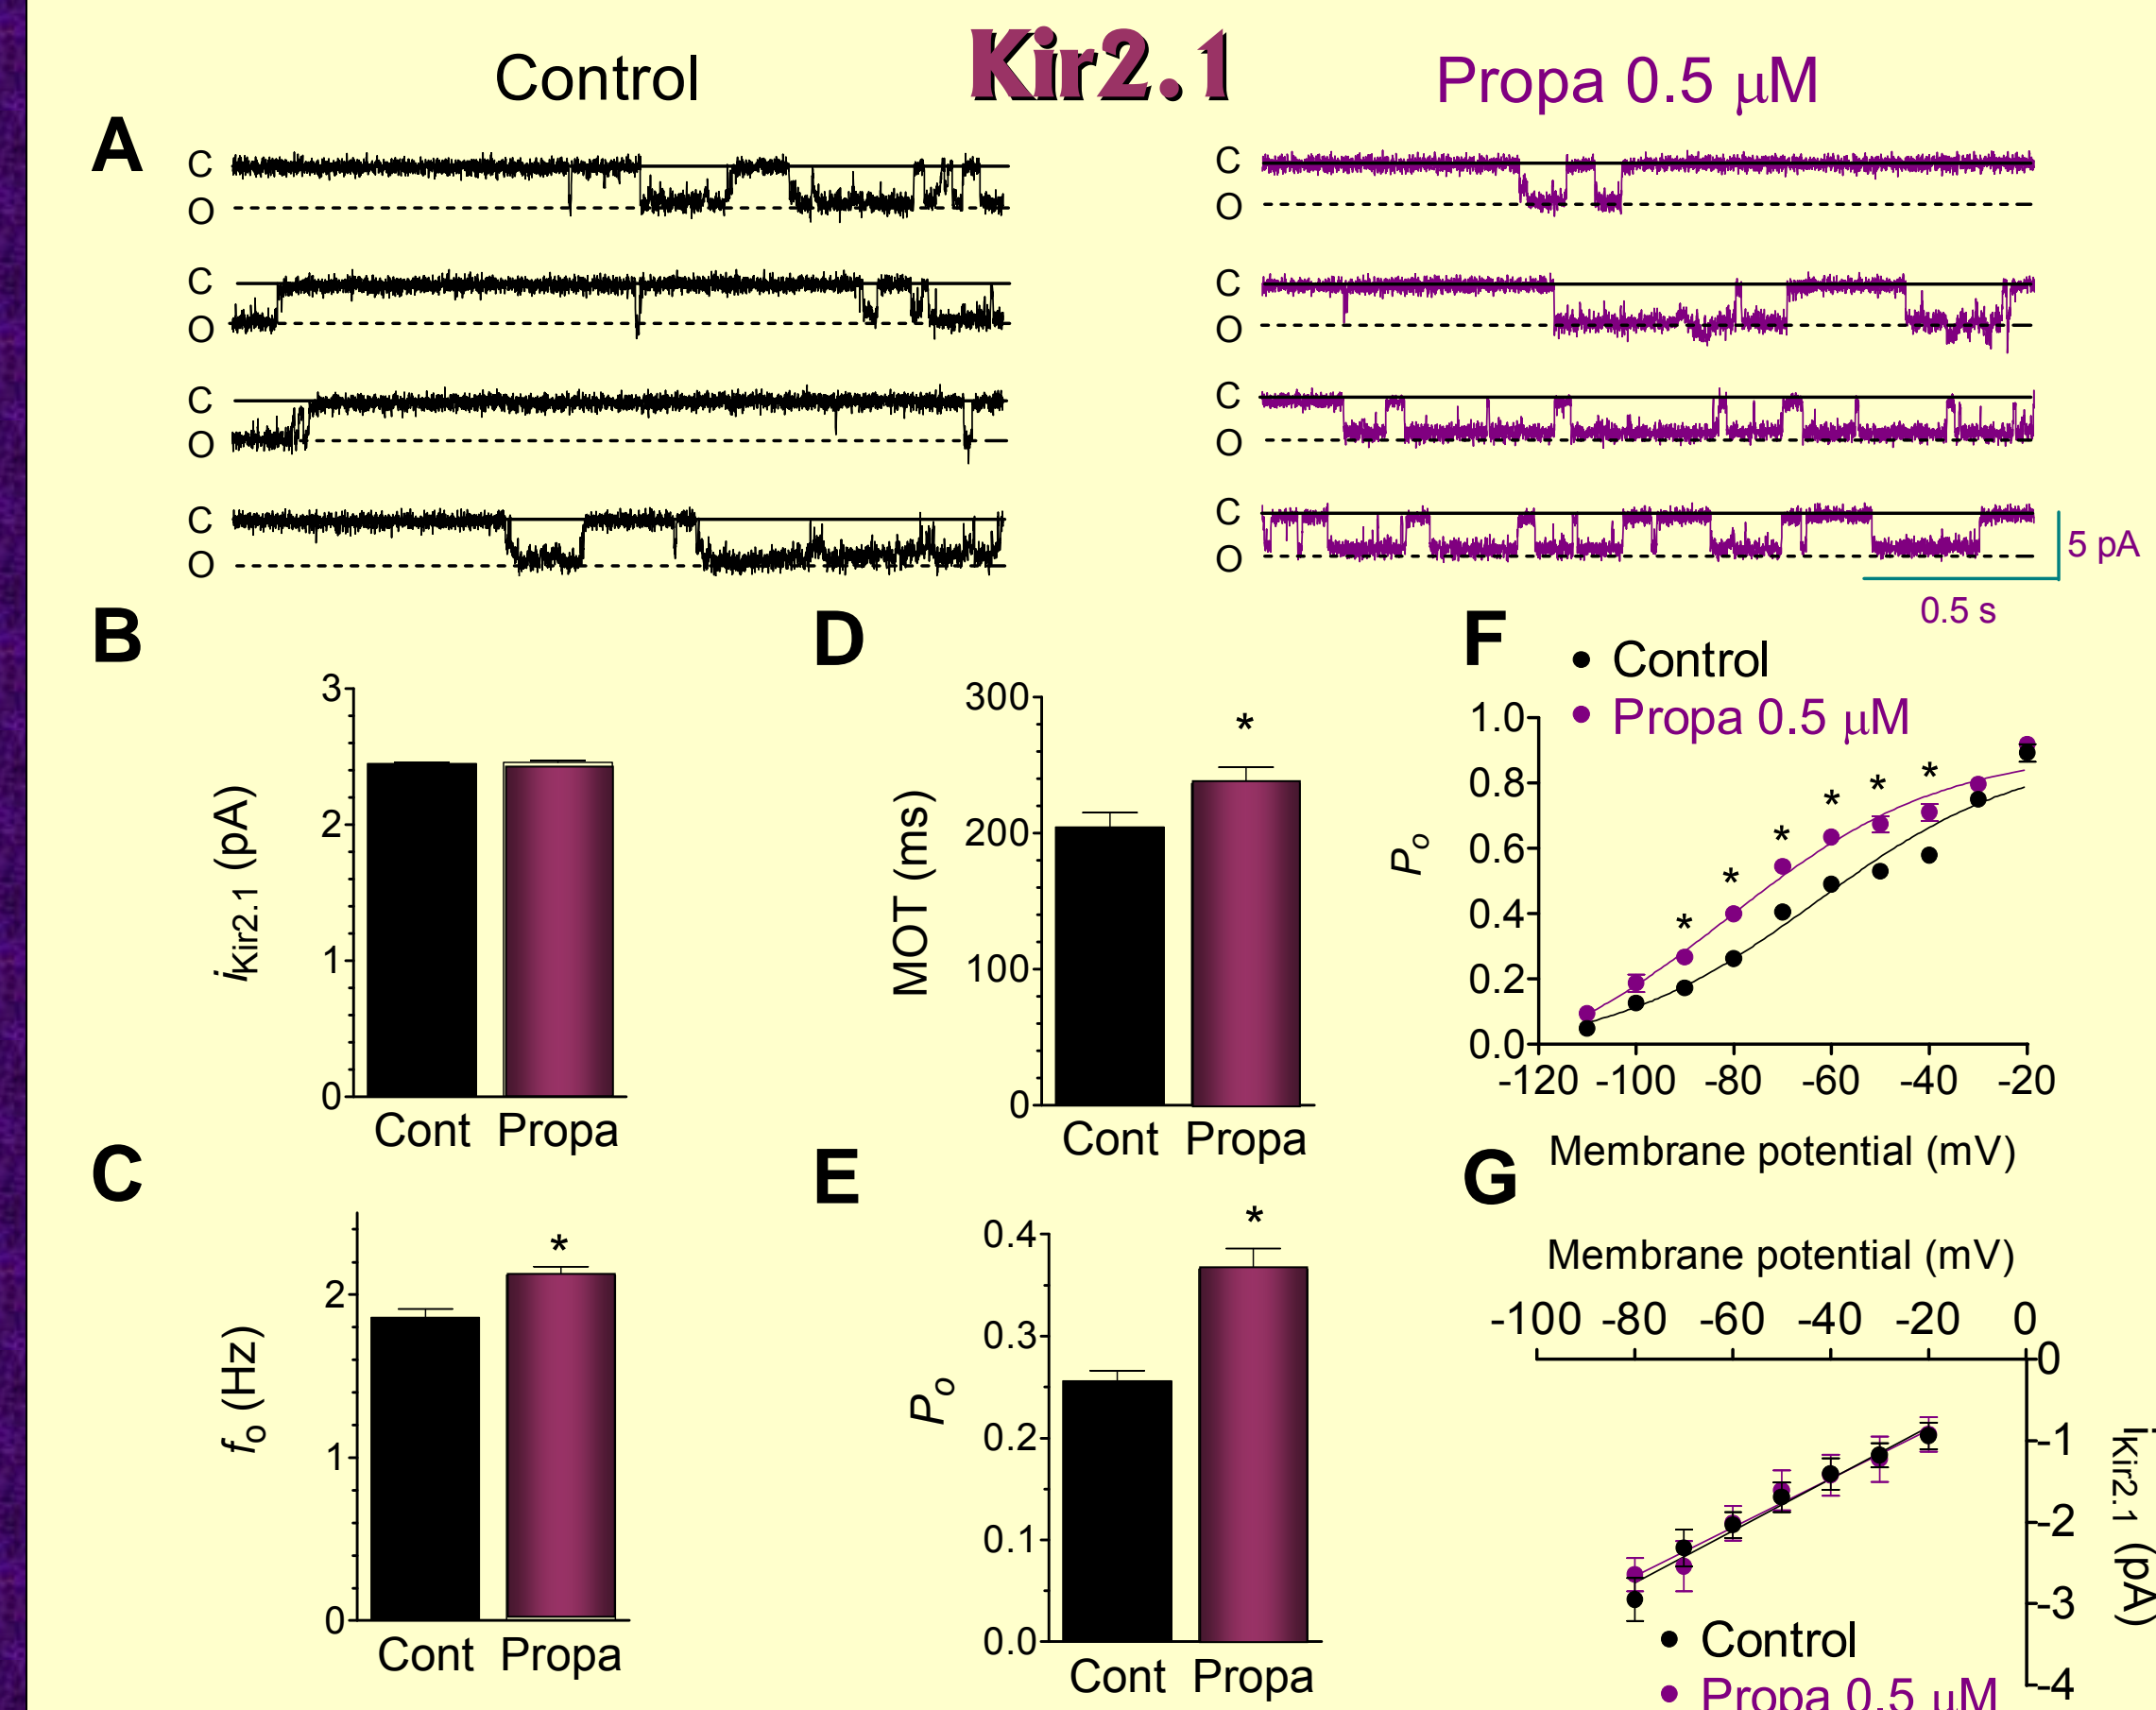 Kir2.1
Control
Propa 0.5 μM
A
C
O
C
O
C
O
C
O
C
O
C
O
C
O
C
O
5 pA
0.5 s
B
3
2
1
0
iKir2.1 (pA)
Cont Propa
C
2
1
0
fo (Hz)
Cont Propa
D
300
200
100
0
MOT (ms)
*
Cont Propa
E
0.4
0.3
0.2
0.1
0.0
Po
*
Cont Propa
F
Control
Propa 0.5 μM
1.0
0.8
0.6
0.4
0.2
0.0
Po
* * * * * *
-120 -100 -80 -60 -40 -20
Membrane potential (mV)
G
Membrane potential (mV)
-100 -80 -60 -40 -20 0
0
-1
-2
-3
-4
iKir2.1 (pA)
Control
Propa 0.5 μM